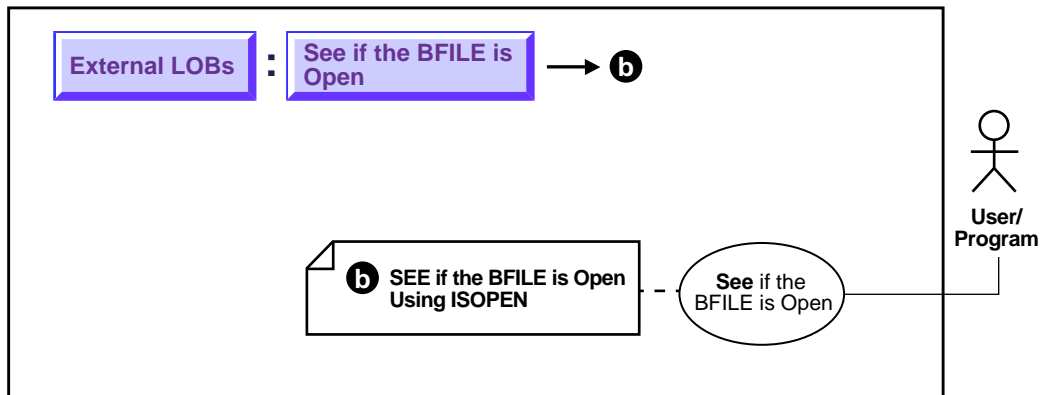 External LOBs : See if the BFILE is
Open
b
User/
Program
b SEE if the BFILE is Open
Using ISOPEN
See if the
BFILE is Open